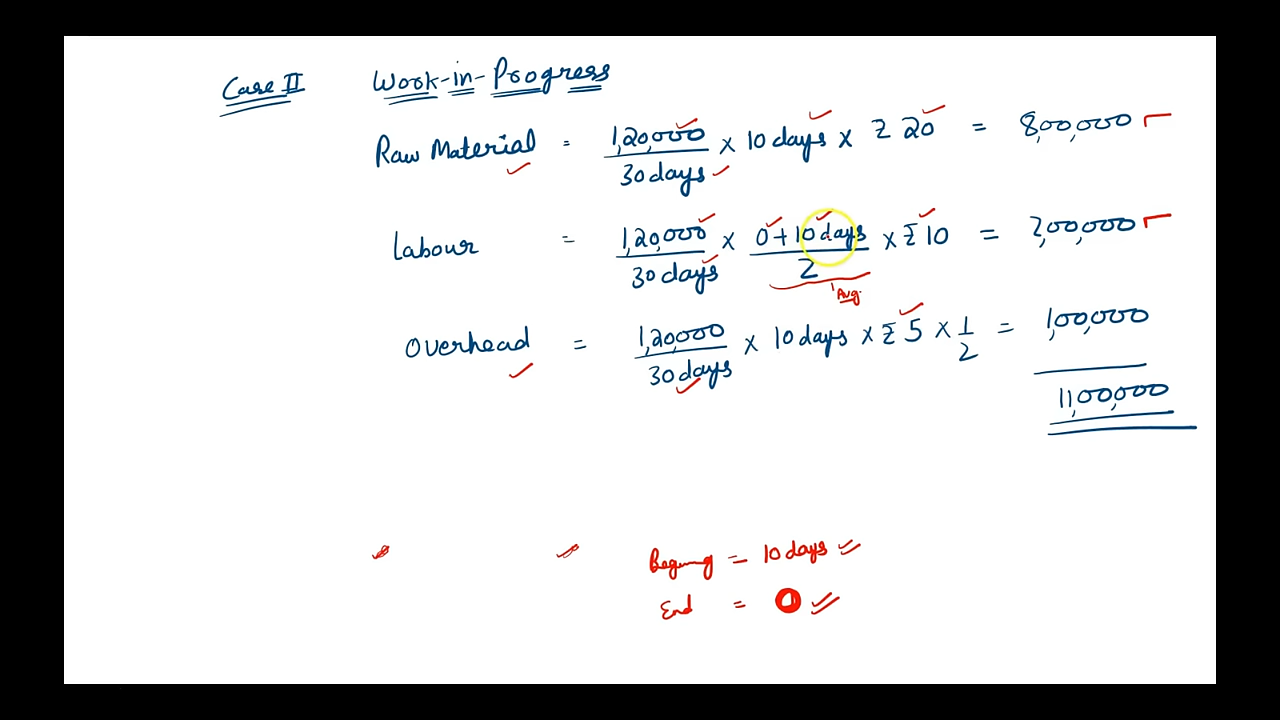 Case II Work-in-Progress
Raw Material = 1,20,000 / 30 days × 10 days × ₹ 20 = 8,00,000
Labour = 1,20,000 / 30 days × 0+10 days / 2 × ₹ 10 = 2,00,000
Avg.
Overhead = 1,20,000 / 30 days × 10 days × ₹ 5 × 1/2 = 1,00,000
11,00,000
= 10 days
End =